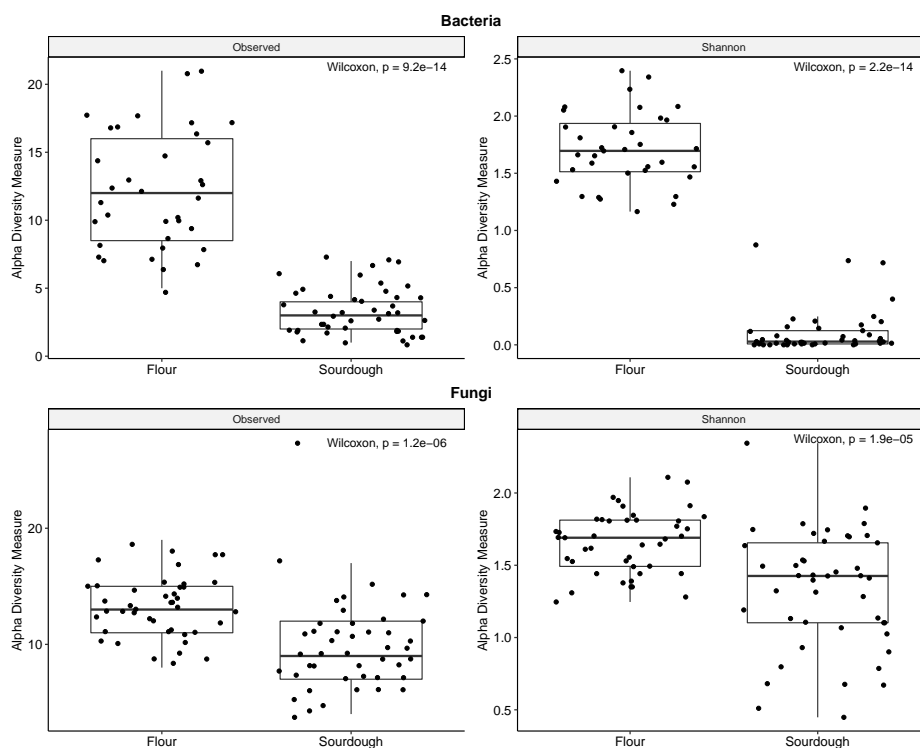 Bacteria
Observed
Shannon
Wilcoxon, p = 9.2e−14
Wilcoxon, p = 2.2e−14
Alpha Diversity Measure
20
15
10
5
0
Flour
Sourdough
Alpha Diversity Measure
2.5
2.0
1.5
1.0
0.5
0.0
Flour
Sourdough
Fungi
Observed
Shannon
Wilcoxon, p = 1.2e−06
Wilcoxon, p = 1.9e−05
Alpha Diversity Measure
20
10
Flour
Sourdough
Alpha Diversity Measure
2.0
1.5
1.0
0.5
Flour
Sourdough